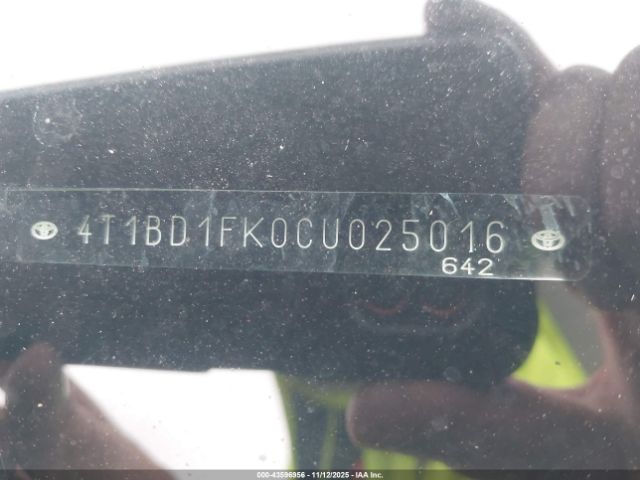 4T1BD1FK0CU025016
642
000-43596956 - 11/12/2025 - IAA Inc.